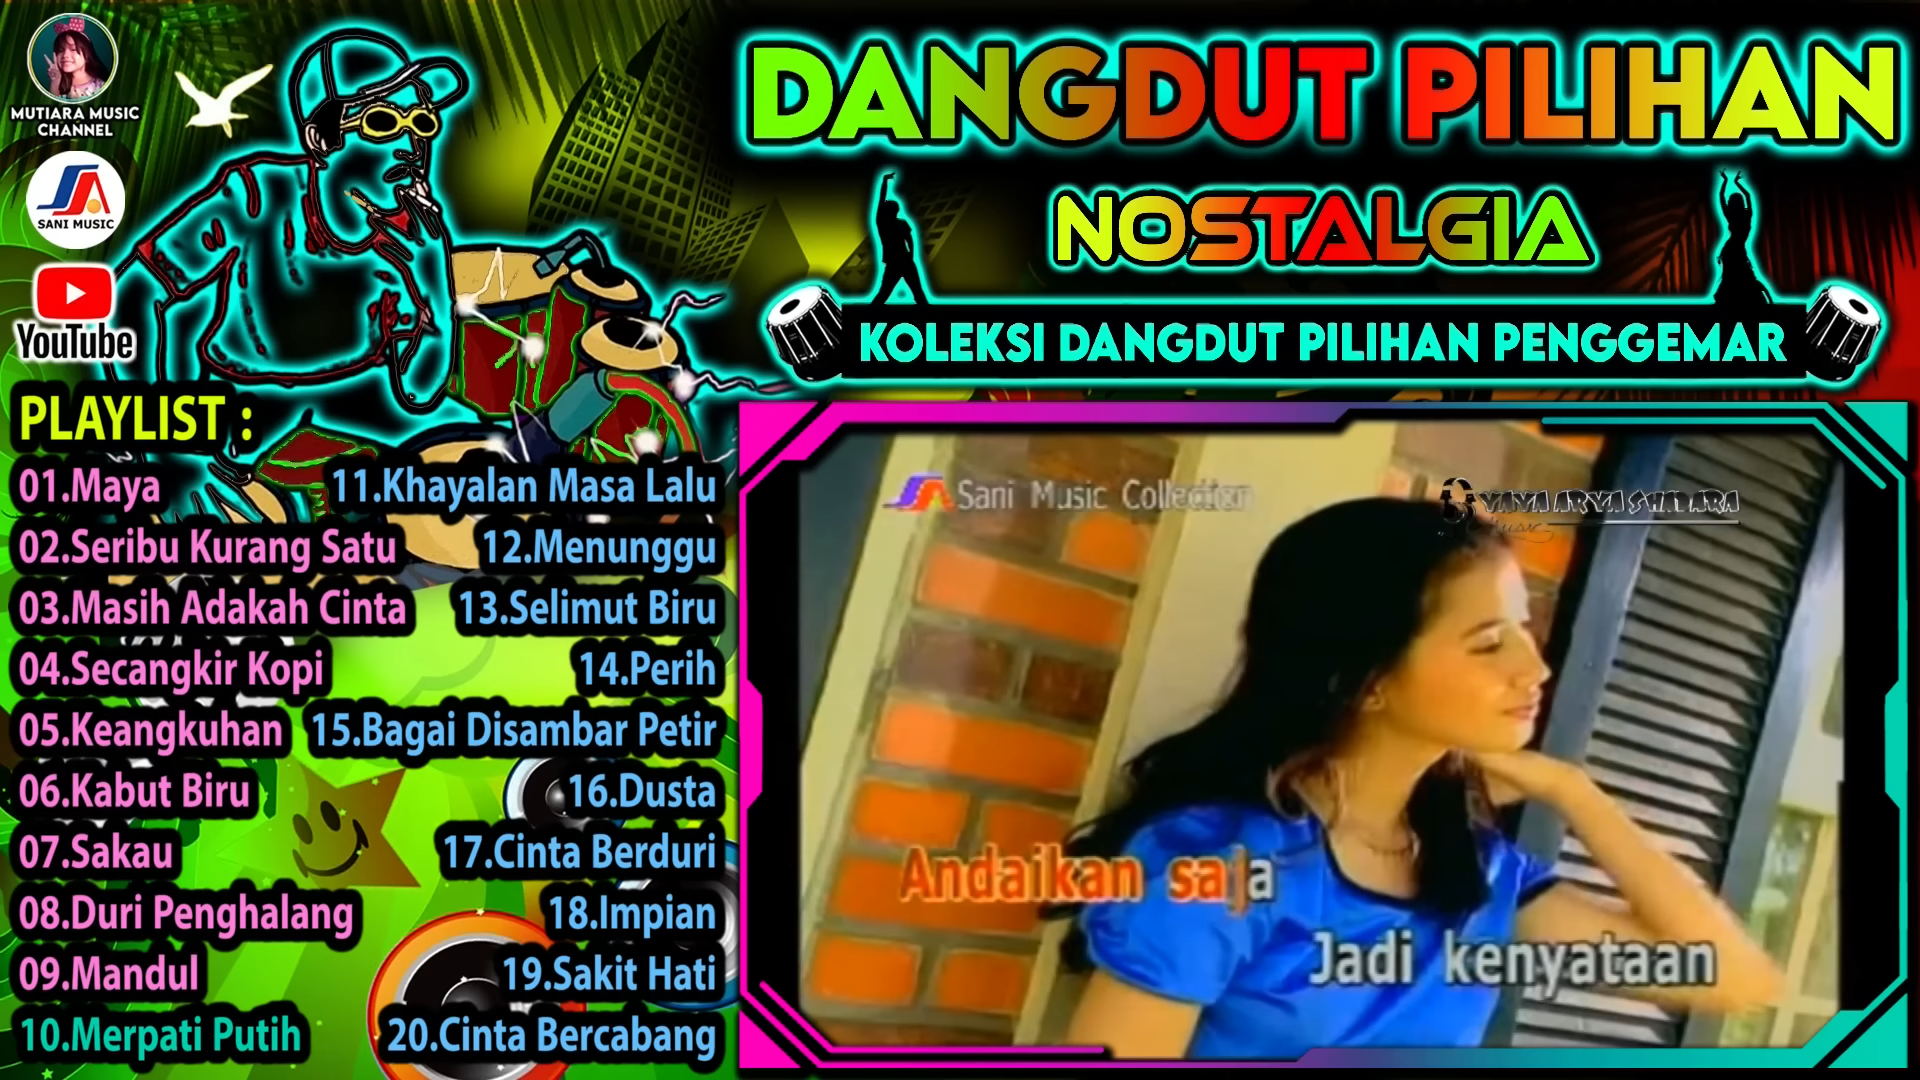 MUTIARA MUSIC
CHANNEL
SANI MUSIC
YouTube
DANGDUT PILIHAN
NOSTALGIA
KOLEKSI DANGDUT PILIHAN PENGGEMAR
PLAYLIST :
01.Maya
02.Seribu Kurang Satu
03.Masih Adakah Cinta
04.Secangkir Kopi
05.Keangkuhan
06.Kabut Biru
07.Sakau
08.Duri Penghalang
09.Mandul
10.Merpati Putih
11.Khayalan Masa Lalu
12.Menunggu
13.Selimut Biru
14.Perih
15.Bagai Disambar Petir
16.Dusta
17.Cinta Berduri
18.Impian
19.Sakit Hati
20.Cinta Bercabang
Sani Music Collection
YAYA ARYA SHADARA
Music
Andaikan saja
Jadi kenyataan